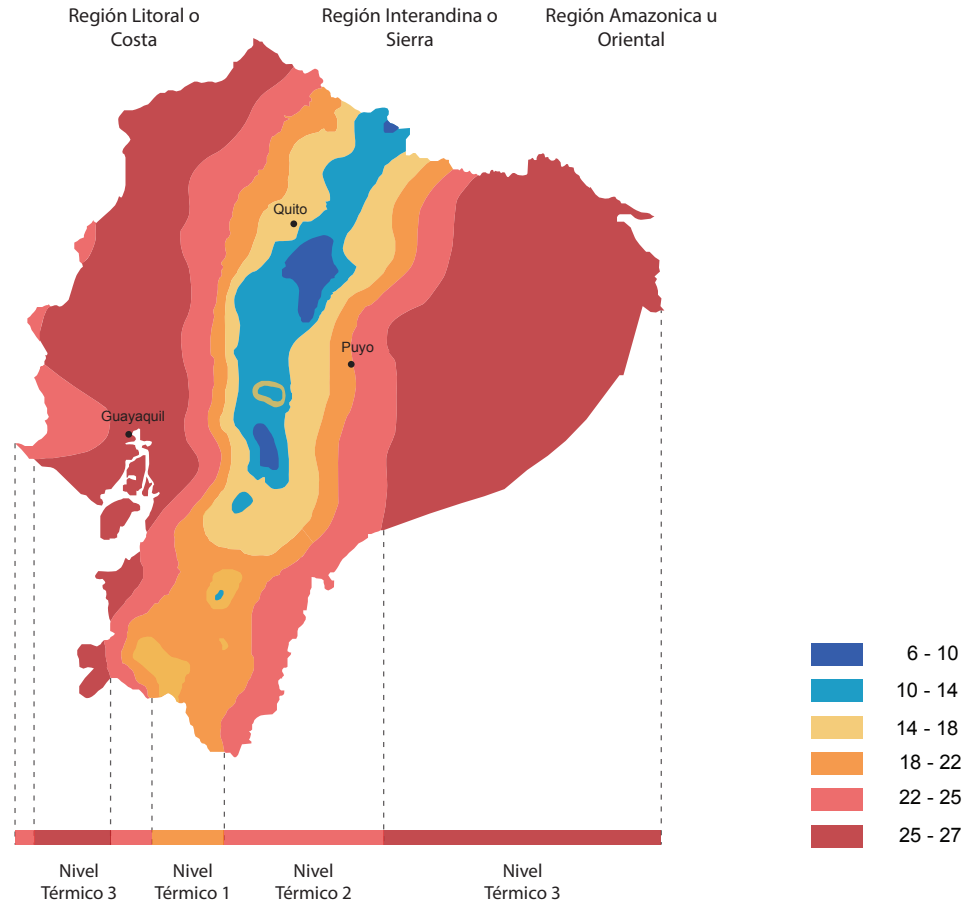 Región Litoral o
Costa
Región Interandina o
Sierra
Región Amazonica u
Oriental
Quito
Puyo
Guayaquil
6 - 10
10 - 14
14 - 18
18 - 22
22 - 25
25 - 27
Nivel
Térmico 3
Nivel
Térmico 1
Nivel
Térmico 2
Nivel
Térmico 3